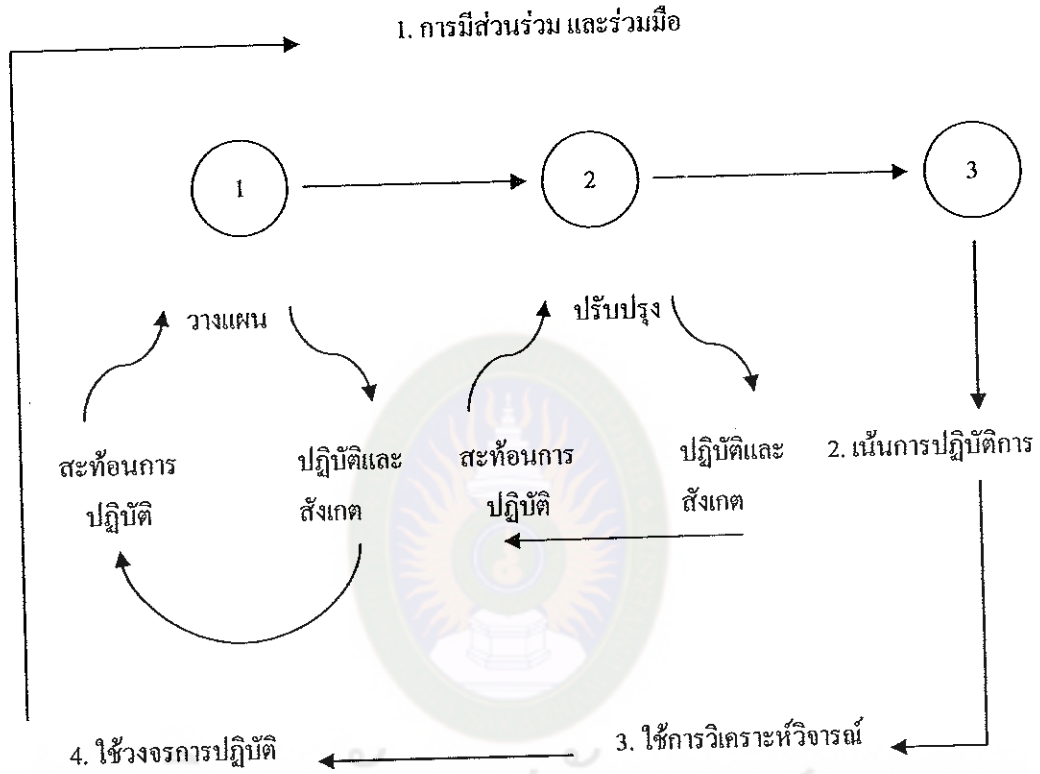 1. การมีส่วนร่วม และร่วมมือ
1
2
3
วางแผน
ปรับปรุง
สะท้อนการ
ปฏิบัติ
ปฏิบัติและ
สังเกต
สะท้อนการ
ปฏิบัติ
ปฏิบัติและ
สังเกต
2. เน้นการปฏิบัติการ
3. ใช้การวิเคราะห์วิจารณ์
4. ใช้วงจรการปฏิบัติ